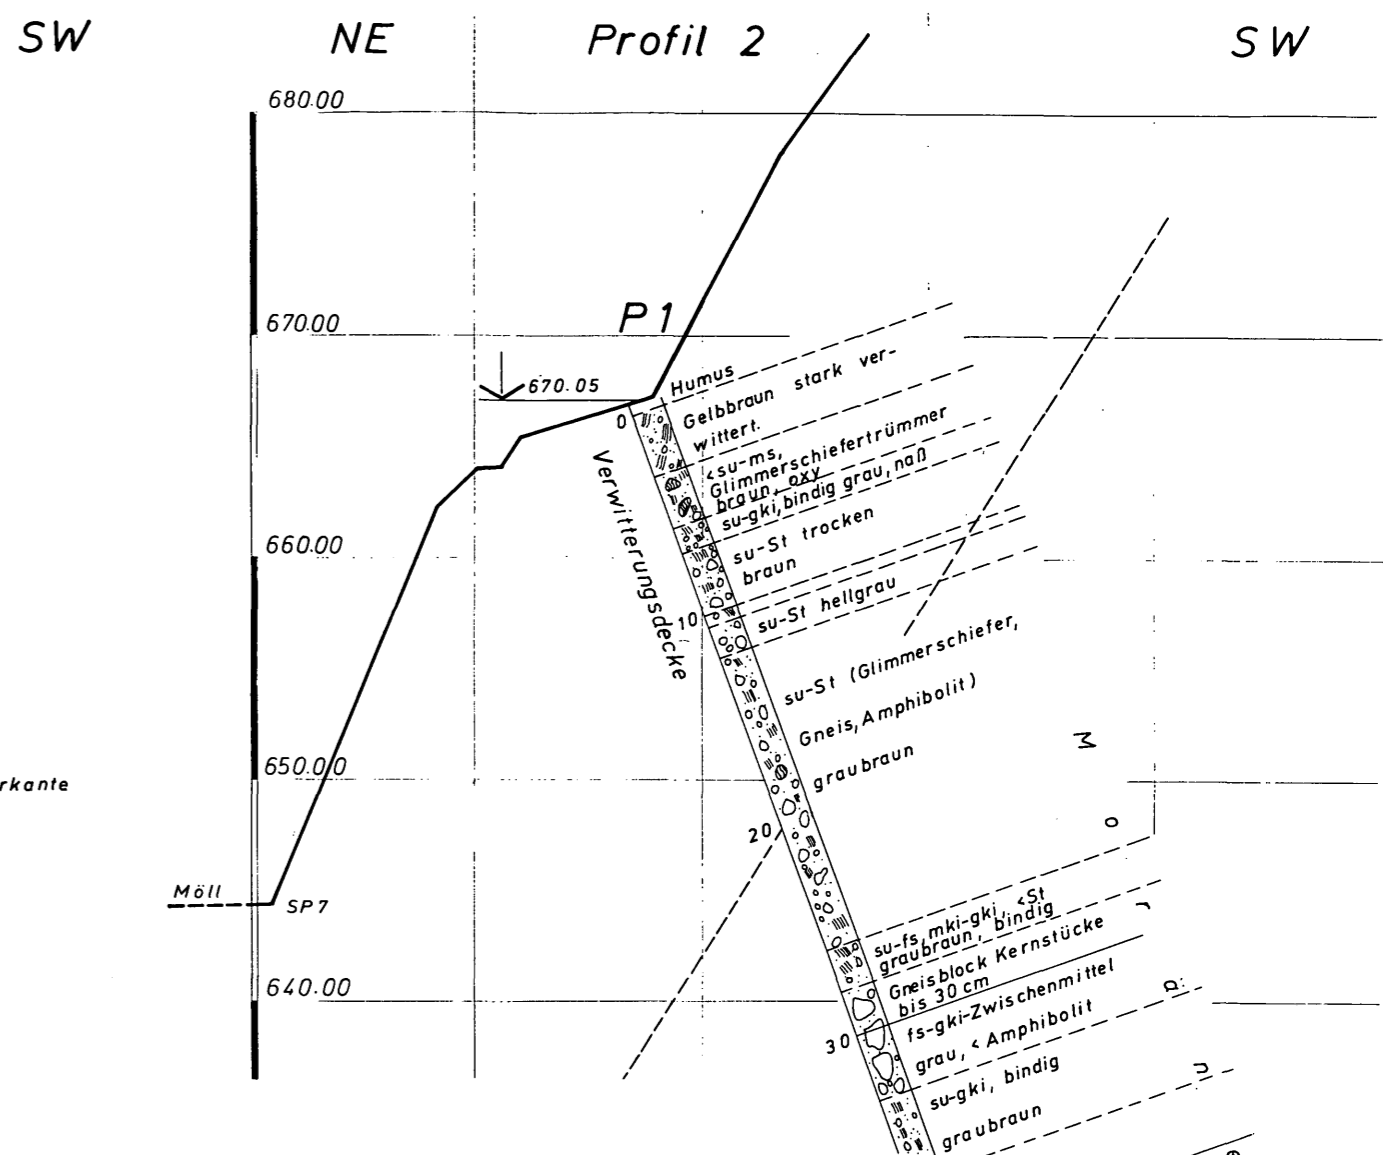 SW
NE
Profil 2
SW
680.00
670.00
P1
670.05
Humus
Gelbbraun stark ver-
wittert.
0
<su-ms,
Glimmerschiefertrümmer
braun, oxy
su-gki, bindig grau, naß
Verwitterungsdecke
su-St trocken
braun
660.00
su-St hellgrau
10
su-St (Glimmerschiefer,
Gneis, Amphibolit)
graubraun
650.00
rkante
20
Möll
SP7
su-fs, mki-gki, <St
graubraun, bindig
Gneisblock Kernstücke
bis 30 cm
640.00
fs-gki-Zwischenmittel
grau, < Amphibolit
30
su-gki, bindig
graubraun
M
o
r
ä
n
e